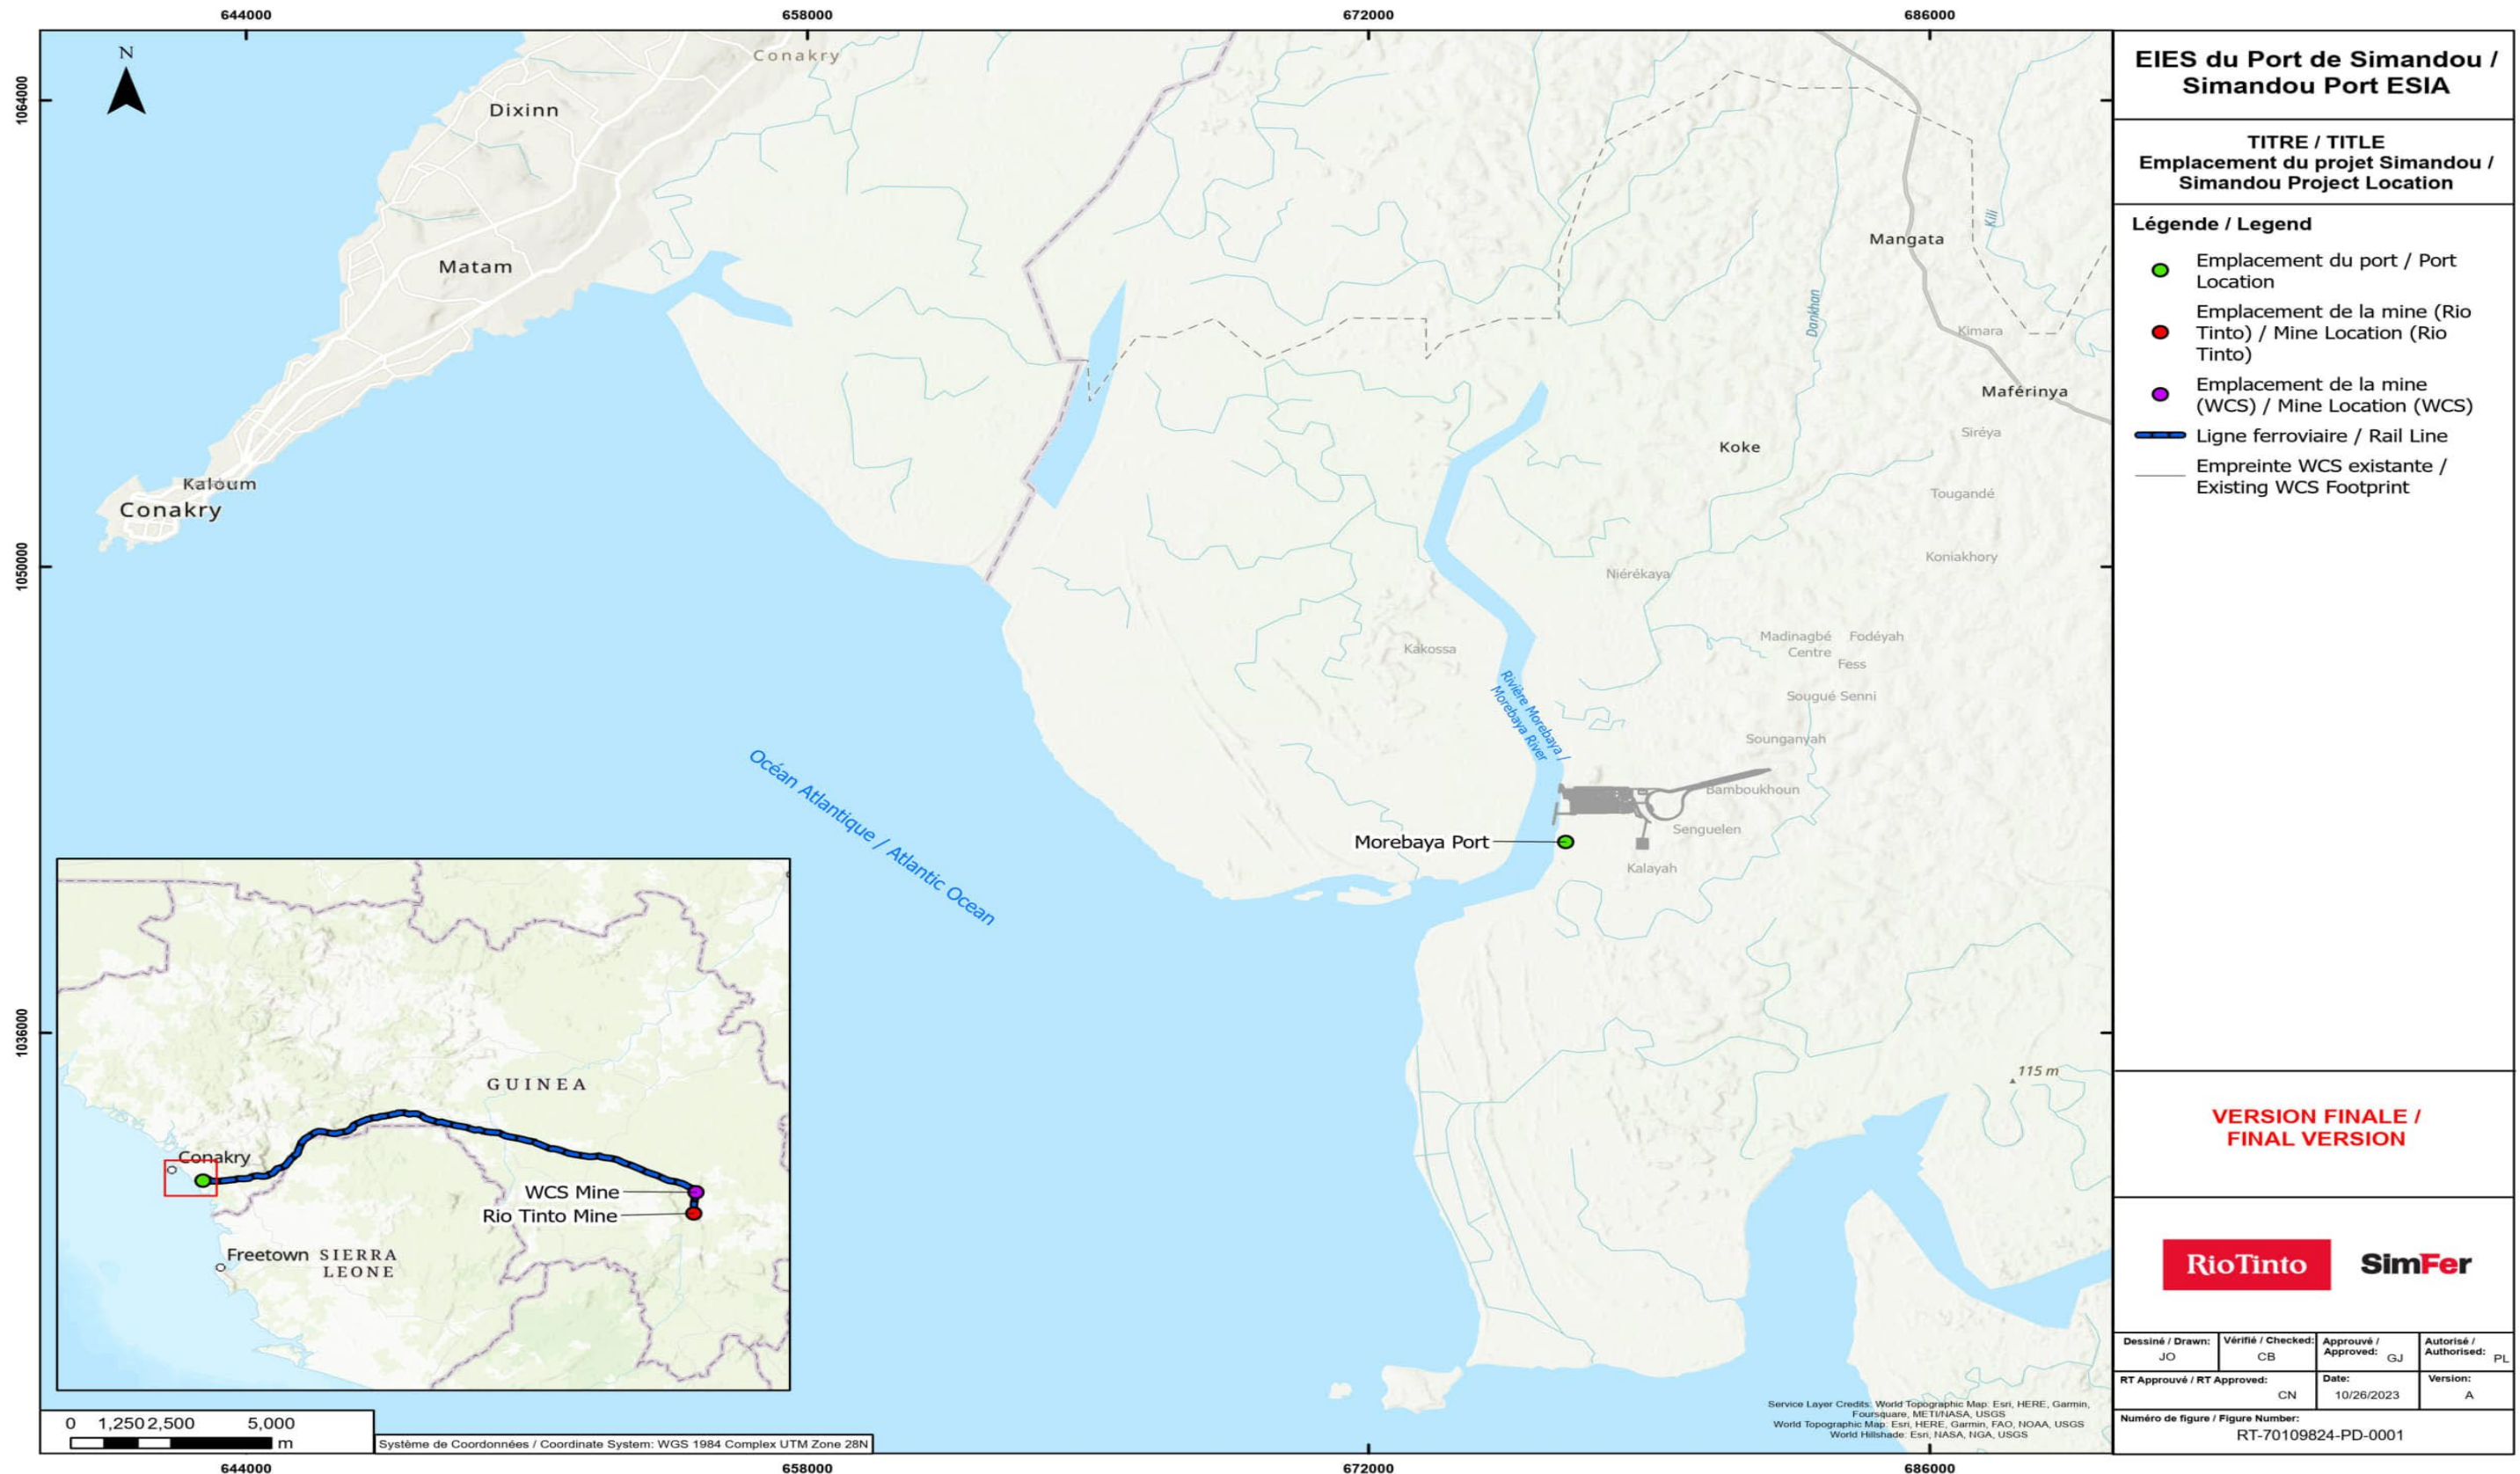 644000
658000
672000
686000
1064000
1050000
1036000
N
Conakry
Dixinn
Matam
Kaloum
Conakry
Mangata
Kili
Dankhan
Kimara
Maférinya
Siréya
Koke
Tougandé
Koniakhory
Niérékaya
Madinagbé
Centre
Fodéyah
Fess
Kakossa
Sougué Senni
Rivière Morebaya /
Morebaya River
Sounganyah
Bamboukhoun
Senguelen
Morebaya Port
Kalayah
Océan Atlantique / Atlantic Ocean
115 m
GUINEA
Conakry
WCS Mine
Rio Tinto Mine
Freetown
SIERRA
LEONE
0 1,250 2,500 5,000
m
Système de Coordonnées / Coordinate System: WGS 1984 Complex UTM Zone 28N
Service Layer Credits: World Topographic Map: Esri, HERE, Garmin,
Foursquare, METI/NASA, USGS
World Topographic Map: Esri, HERE, Garmin, FAO, NOAA, USGS
World Hillshade: Esri, NASA, NGA, USGS
644000
658000
672000
686000
EIES du Port de Simandou /
Simandou Port ESIA
TITRE / TITLE
Emplacement du projet Simandou /
Simandou Project Location
Légende / Legend
Emplacement du port / Port
Location
Emplacement de la mine (Rio
Tinto) / Mine Location (Rio
Tinto)
Emplacement de la mine
(WCS) / Mine Location (WCS)
Ligne ferroviaire / Rail Line
Empreinte WCS existante /
Existing WCS Footprint
VERSION FINALE /
FINAL VERSION
RioTinto
SimFer
Dessiné / Drawn:
JO
Vérifié / Checked:
CB
Approuvé /
Approved: GJ
Autorisé /
Authorised: PL
RT Approuvé / RT Approved:
CN
Date:
10/26/2023
Version:
A
Numéro de figure / Figure Number:
RT-70109824-PD-0001